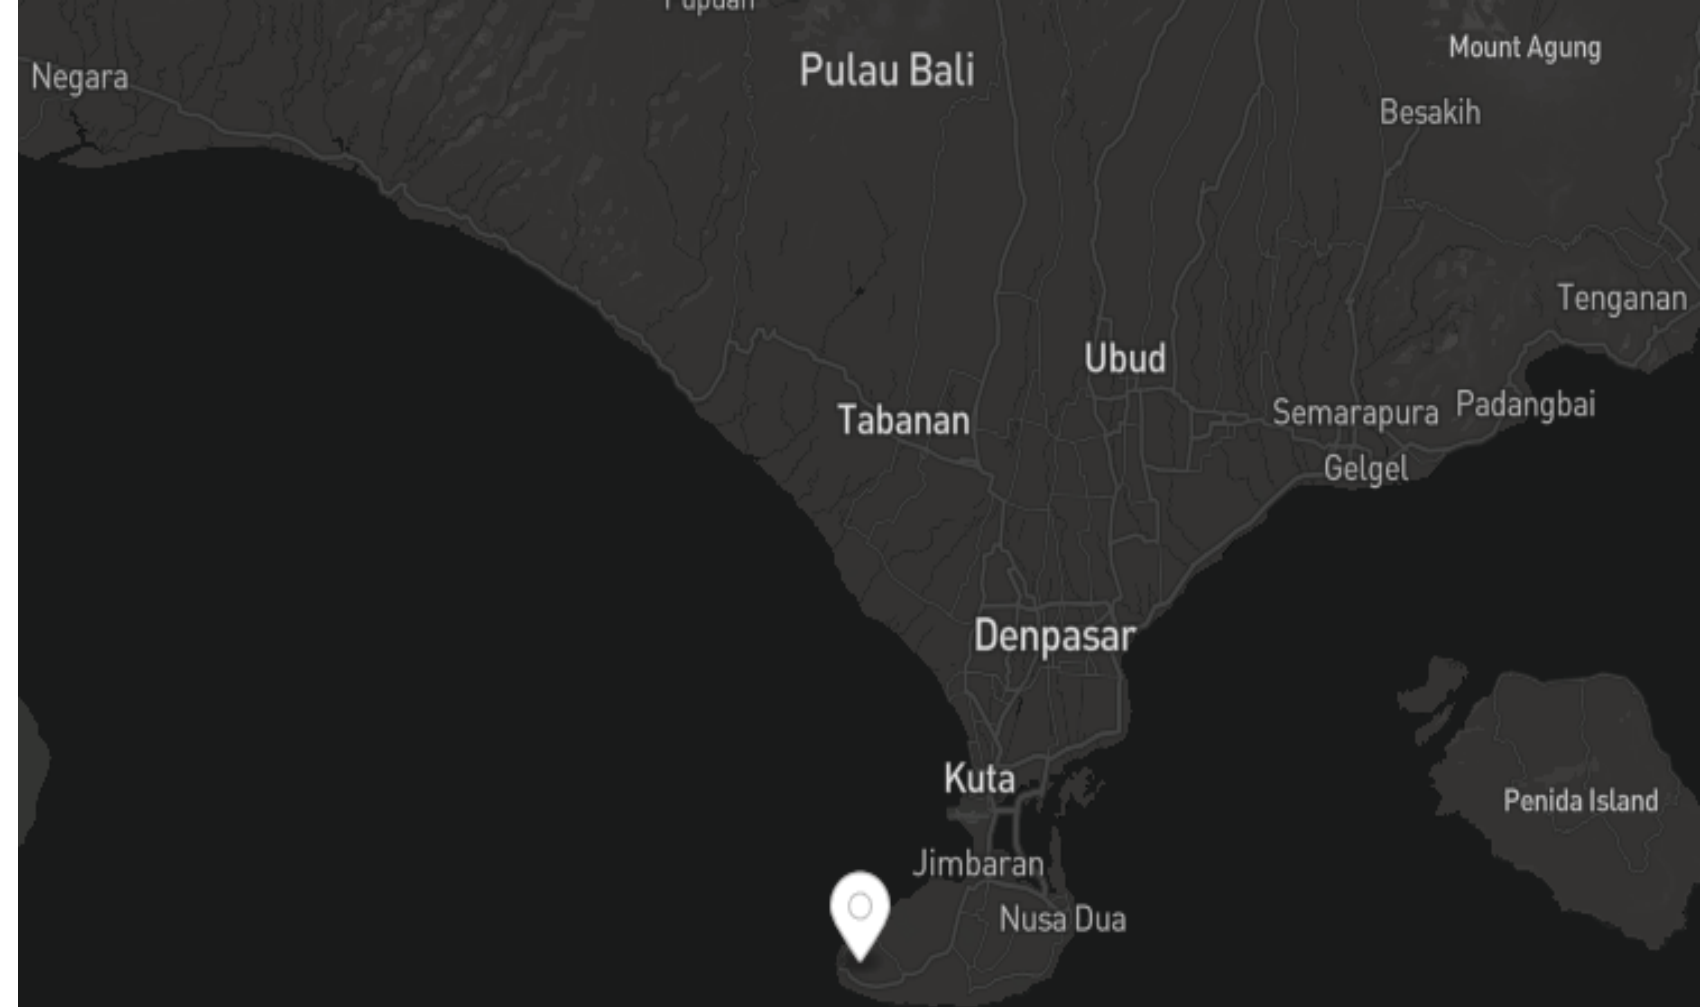 Pupuan
Pulau Bali
Mount Agung
Negara
Besakih
Tenganan
Ubud
Tabanan
Semarapura
Padangbai
Gelgel
Denpasar
Kuta
Penida Island
Jimbaran
Nusa Dua